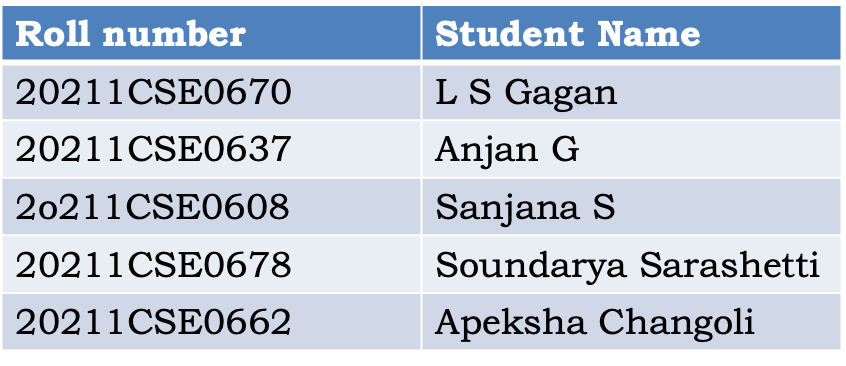 Roll number Student Name
20211CSE0670 L S Gagan
20211CSE0637 Anjan G
2o211CSE0608 Sanjana S
20211CSE0678 Soundarya Sarashetti
20211CSE0662 Apeksha Changoli